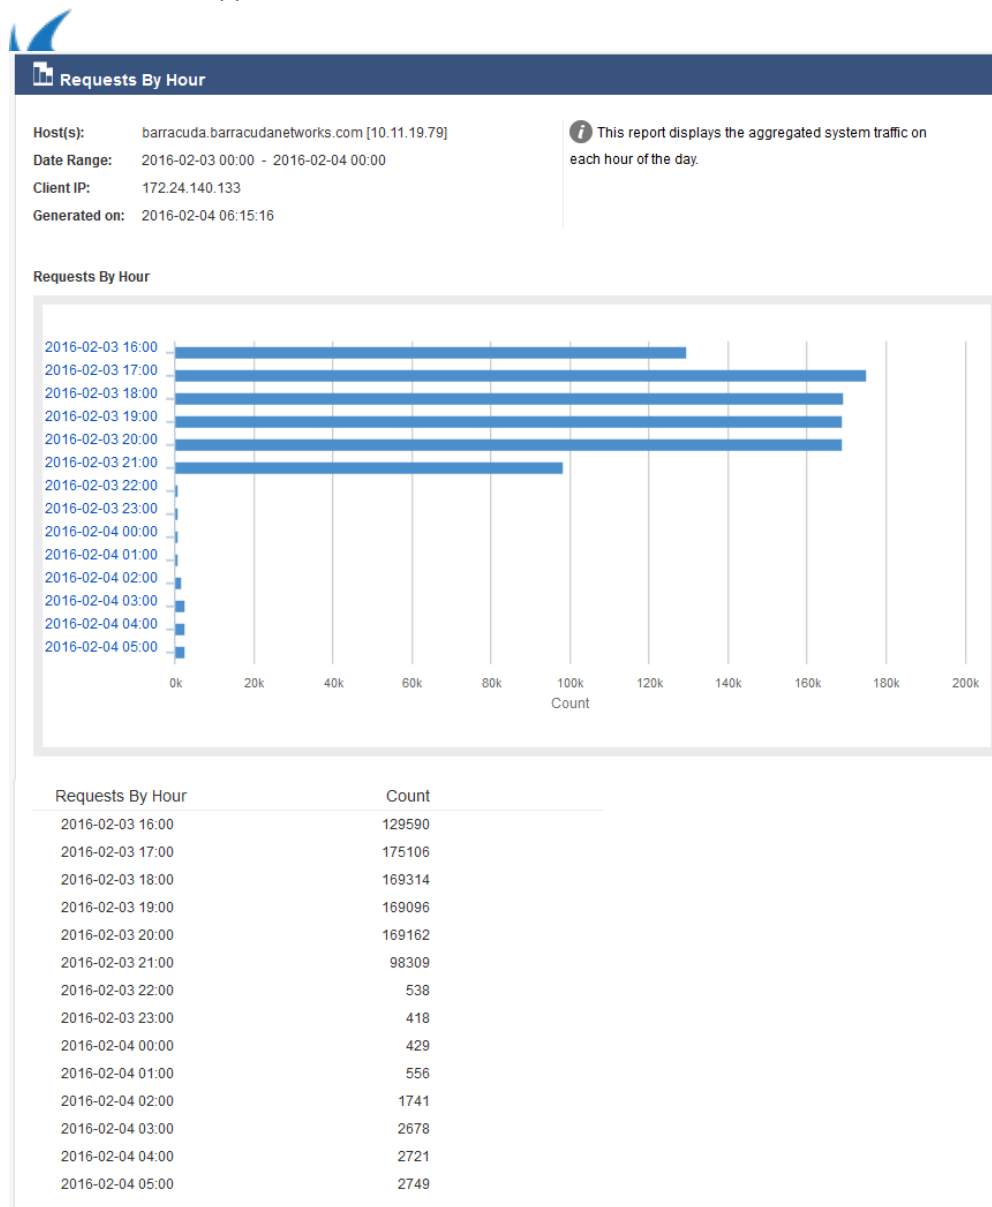 Requests By Hour
Host(s): barracuda.barracudanetworks.com [10.11.19.79]
Date Range: 2016-02-03 00:00 - 2016-02-04 00:00
Client IP: 172.24.140.133
Generated on: 2016-02-04 06:15:16
This report displays the aggregated system traffic on
each hour of the day.
Requests By Hour
2016-02-03 16:00
2016-02-03 17:00
2016-02-03 18:00
2016-02-03 19:00
2016-02-03 20:00
2016-02-03 21:00
2016-02-03 22:00
2016-02-03 23:00
2016-02-04 00:00
2016-02-04 01:00
2016-02-04 02:00
2016-02-04 03:00
2016-02-04 04:00
2016-02-04 05:00
0k 20k 40k 60k 80k 100k 120k 140k 160k 180k 200k
Count
Requests By Hour Count
2016-02-03 16:00 129590
2016-02-03 17:00 175106
2016-02-03 18:00 169314
2016-02-03 19:00 169096
2016-02-03 20:00 169162
2016-02-03 21:00 98309
2016-02-03 22:00 538
2016-02-03 23:00 418
2016-02-04 00:00 429
2016-02-04 01:00 556
2016-02-04 02:00 1741
2016-02-04 03:00 2678
2016-02-04 04:00 2721
2016-02-04 05:00 2749